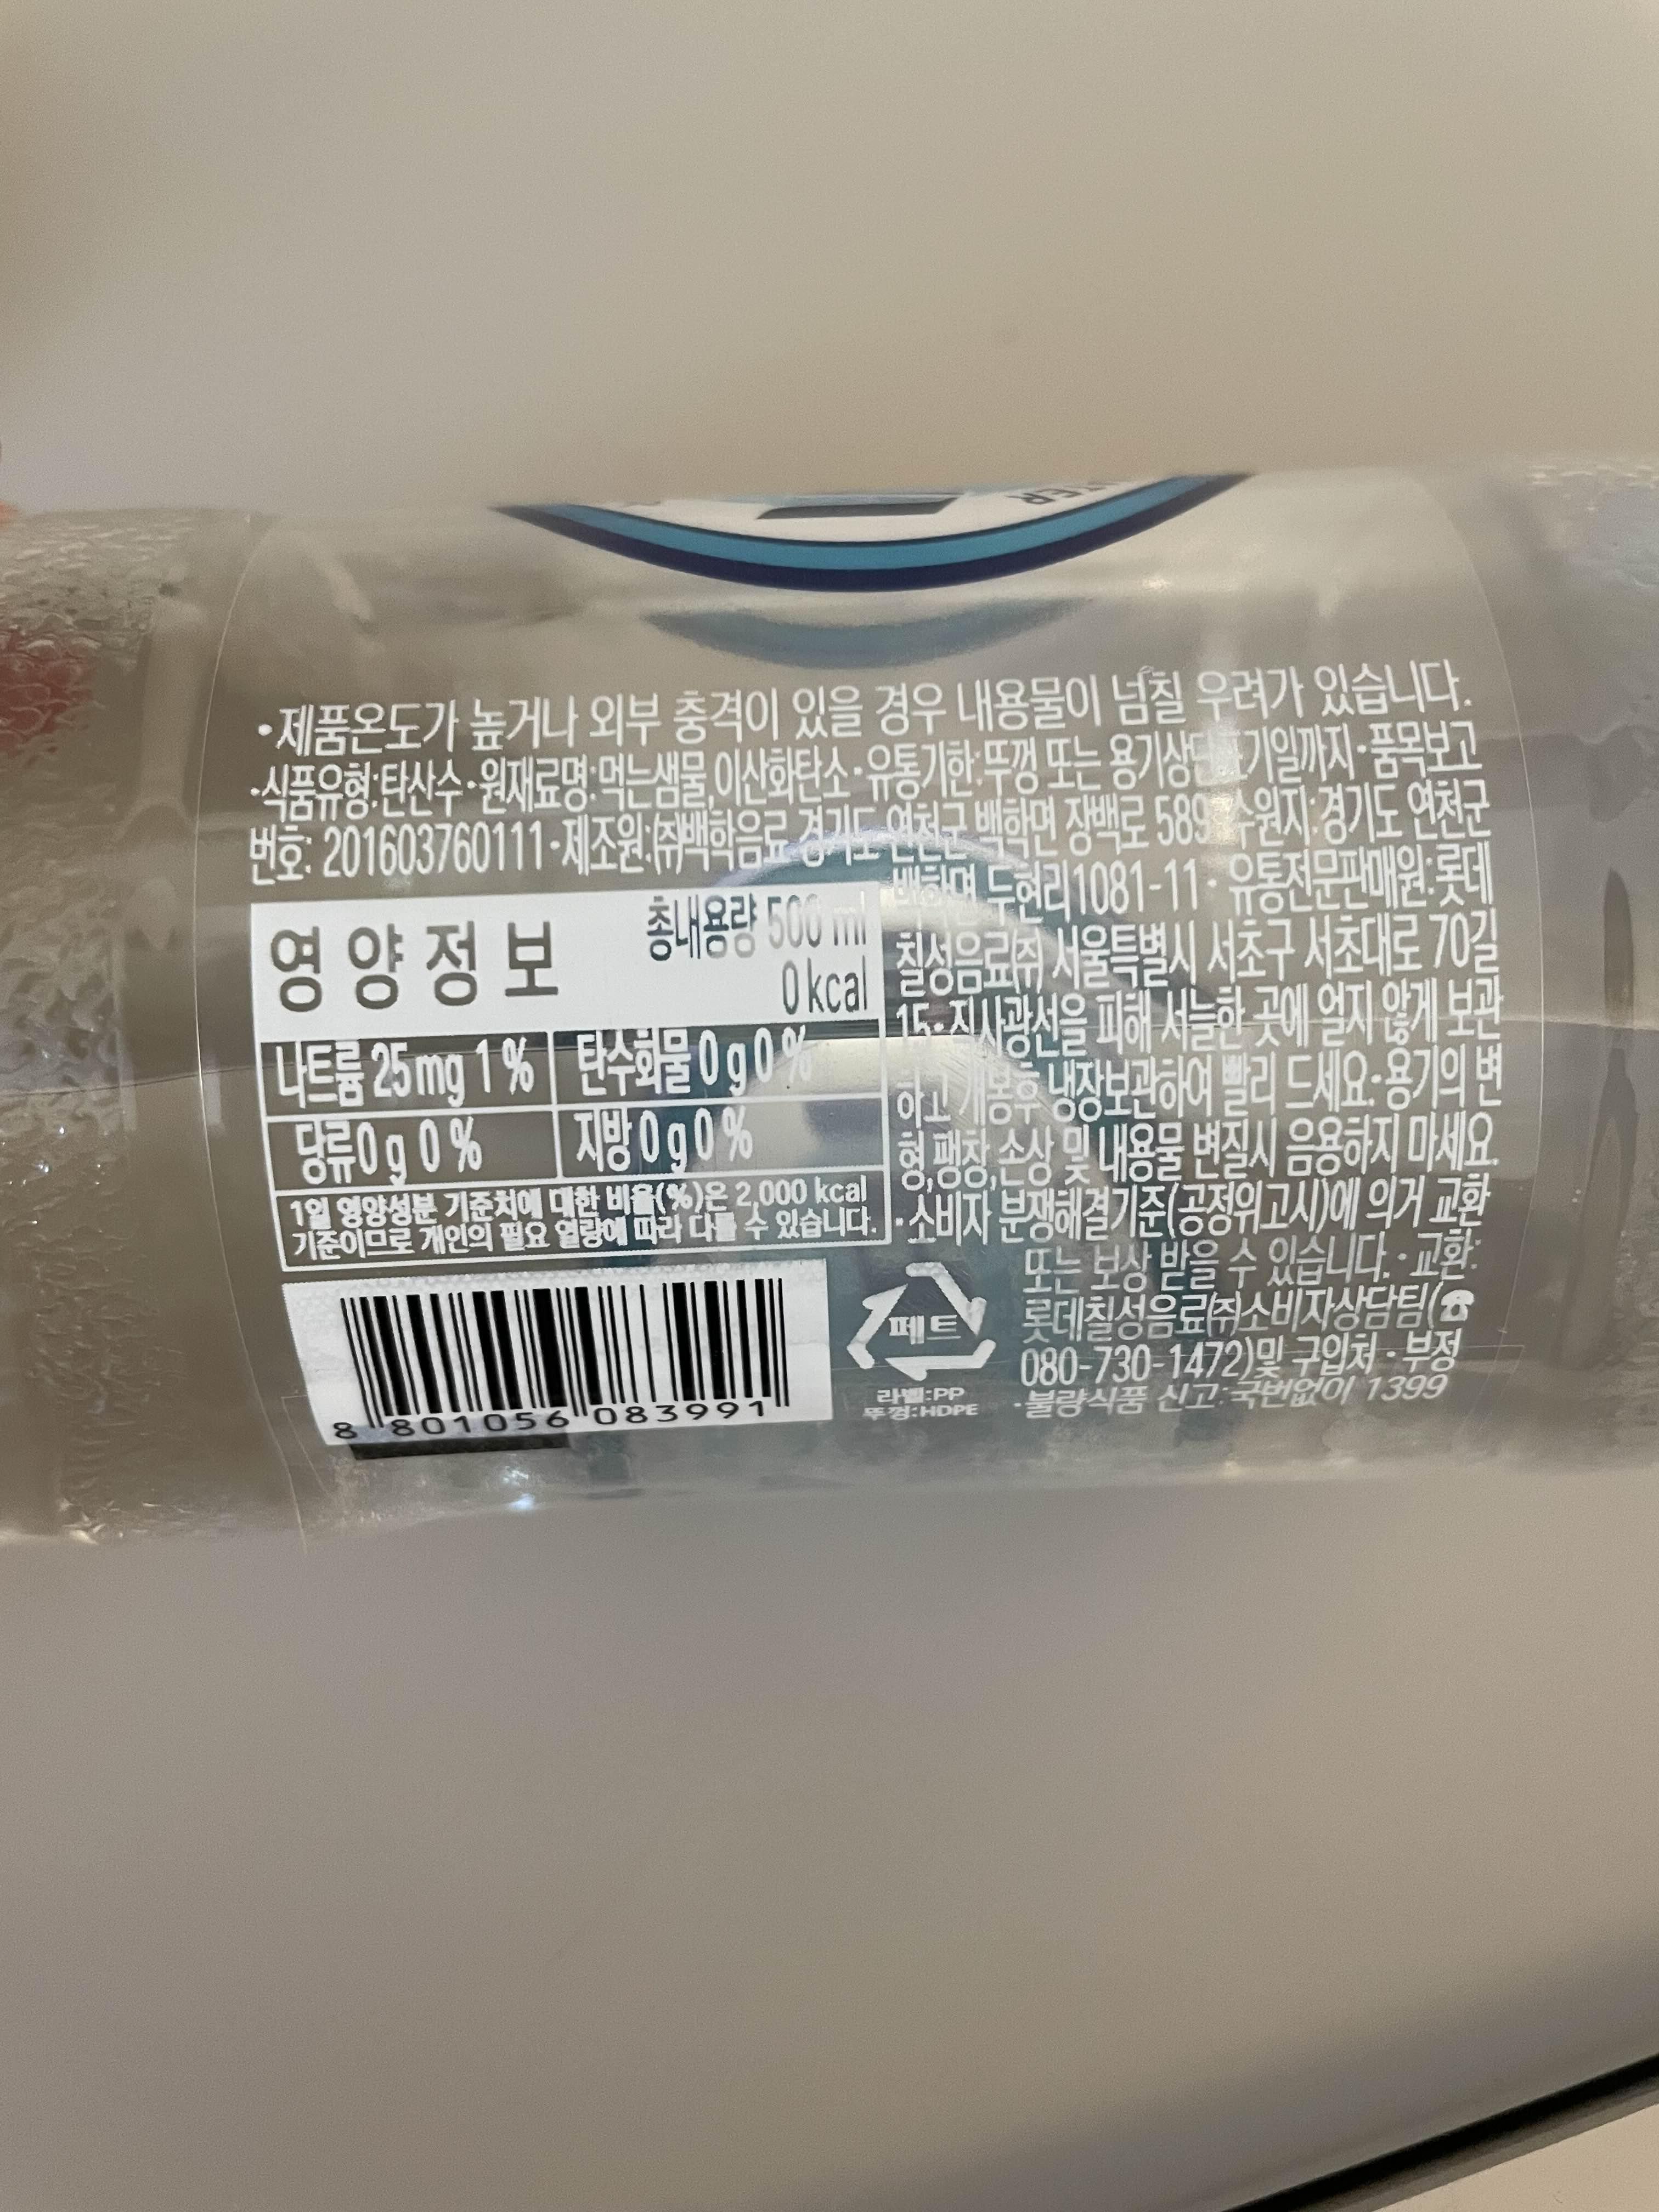 TER
•제품온도가 높거나 외부 충격이 있을 경우 내용물이 넘칠 우려가 있습니다.
•식품유형:탄산수•원재료명:먹는샘물,이산화탄소•유통기한:뚜껑 또는 용기상단 표기일까지•품목보고
번호: 201603760111•제조원:(주)백학음료 경기도 연천군 백학면 장백로 589 수원지:경기도 연천군
백학면 두현리1081-11• 유통전문판매원:롯데
칠성음료(주) 서울특별시 서초구 서초대로 70길
15•직사광선을 피해 서늘한 곳에 얼지 않게 보관
하고 개봉후 냉장보관하여 빨리 드세요.•용기의 변
형,팽창,손상 및 내용물 변질시 음용하지 마세요.
•소비자 분쟁해결기준(공정위고시)에 의거 교환
또는 보상 받을 수 있습니다.•교환:
롯데칠성음료(주)소비자상담팀(☎
080-730-1472)및 구입처•부정
•불량식품 신고:국번없이 1399
영양정보
총내용량 500 ml
0 kcal
나트륨 25mg 1% 탄수화물 0g 0%
당류 0g 0% 지방 0g 0%
1일 영양성분 기준치에 대한 비율(%)은 2,000 kcal
기준이므로 개인의 필요 열량에 따라 다를 수 있습니다.
8 801056 083991
페트
라벨:PP
뚜껑:HDPE